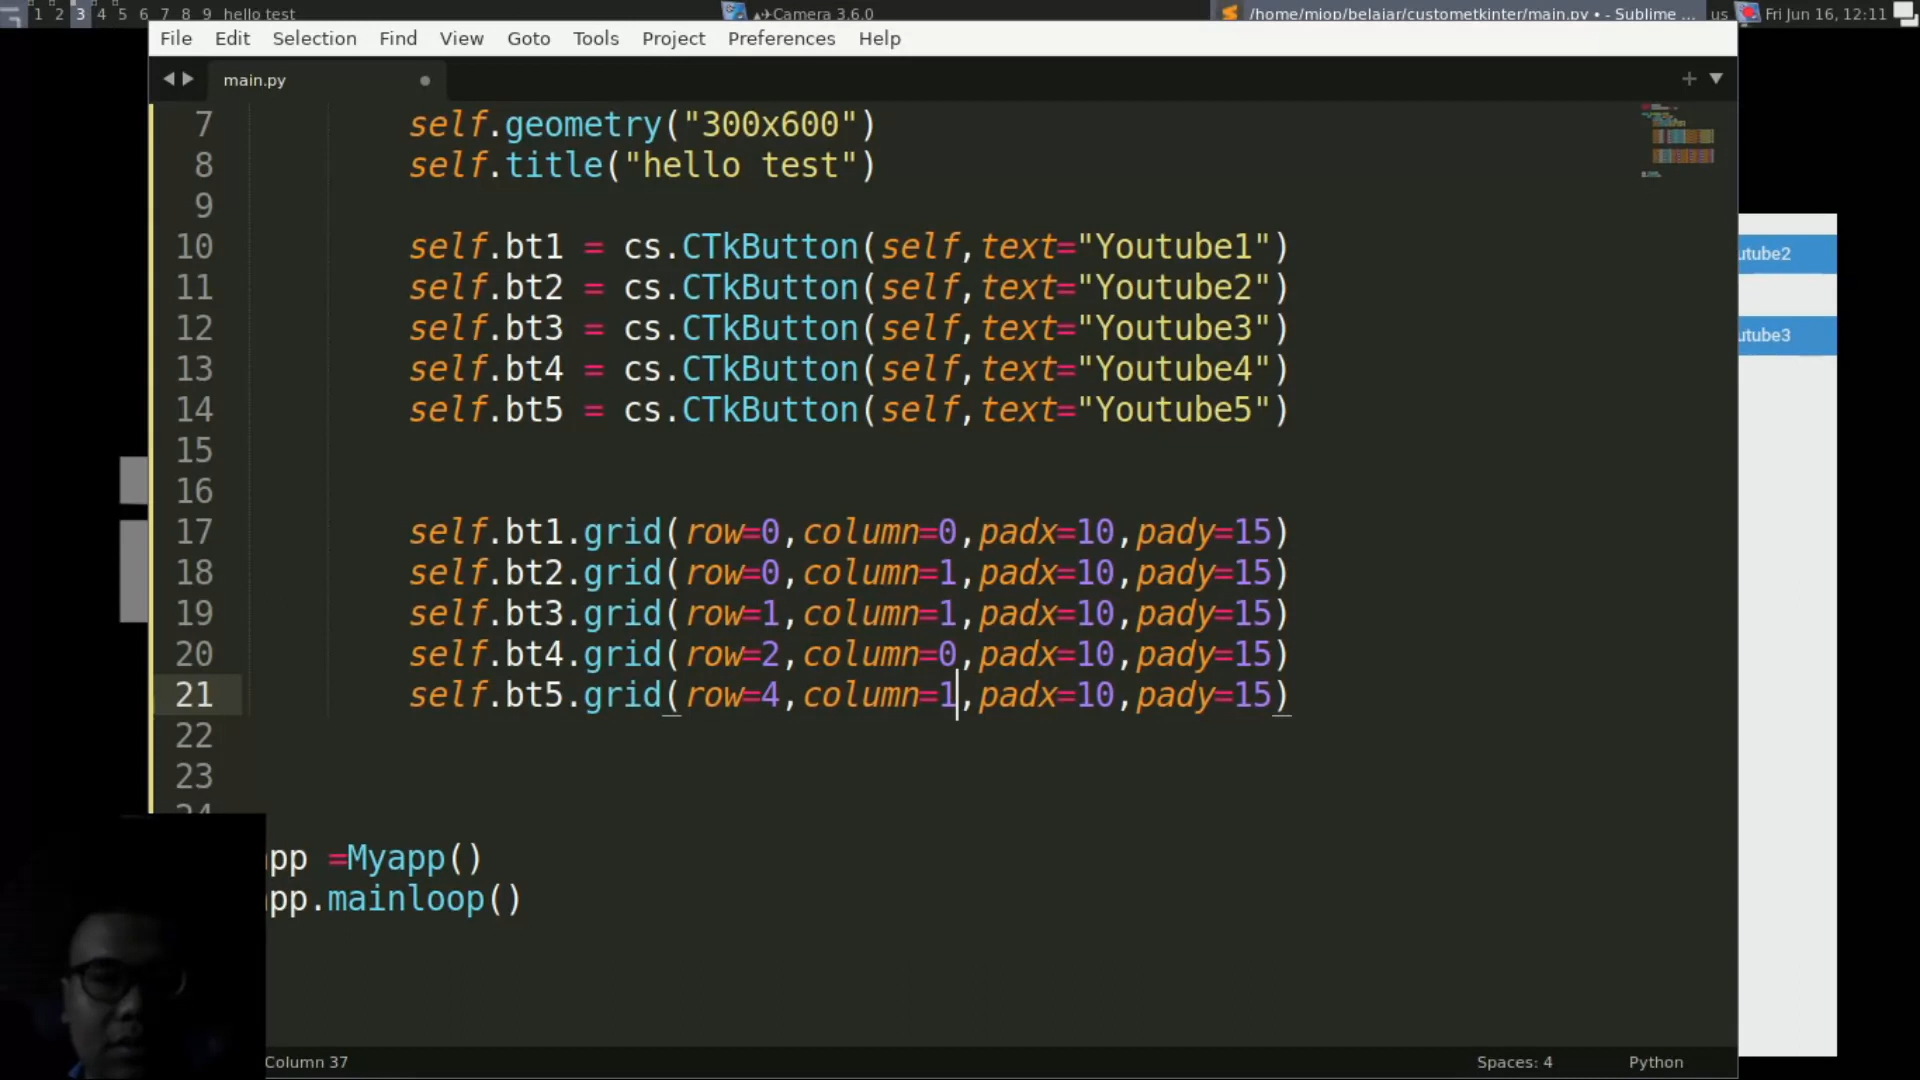 1 2 3 4 5 6 7 8 9 hello test
Camera 3.6.0
/home/miop/belajar/custometkinter/main.py • - Sublime ...
us
Fri Jun 16, 12:11
File Edit Selection Find View Goto Tools Project Preferences Help
main.py
7 self.geometry("300x600")
8 self.title("hello test")
9
10 self.bt1 = cs.CTkButton(self,text="Youtube1")
11 self.bt2 = cs.CTkButton(self,text="Youtube2")
12 self.bt3 = cs.CTkButton(self,text="Youtube3")
13 self.bt4 = cs.CTkButton(self,text="Youtube4")
14 self.bt5 = cs.CTkButton(self,text="Youtube5")
15
16
17 self.bt1.grid(row=0,column=0,padx=10,pady=15)
18 self.bt2.grid(row=0,column=1,padx=10,pady=15)
19 self.bt3.grid(row=1,column=1,padx=10,pady=15)
20 self.bt4.grid(row=2,column=0,padx=10,pady=15)
21 self.bt5.grid(row=4,column=1,padx=10,pady=15)
22
23
24
pp =Myapp()
pp.mainloop()
utube2
utube3
Column 37
Spaces: 4
Python